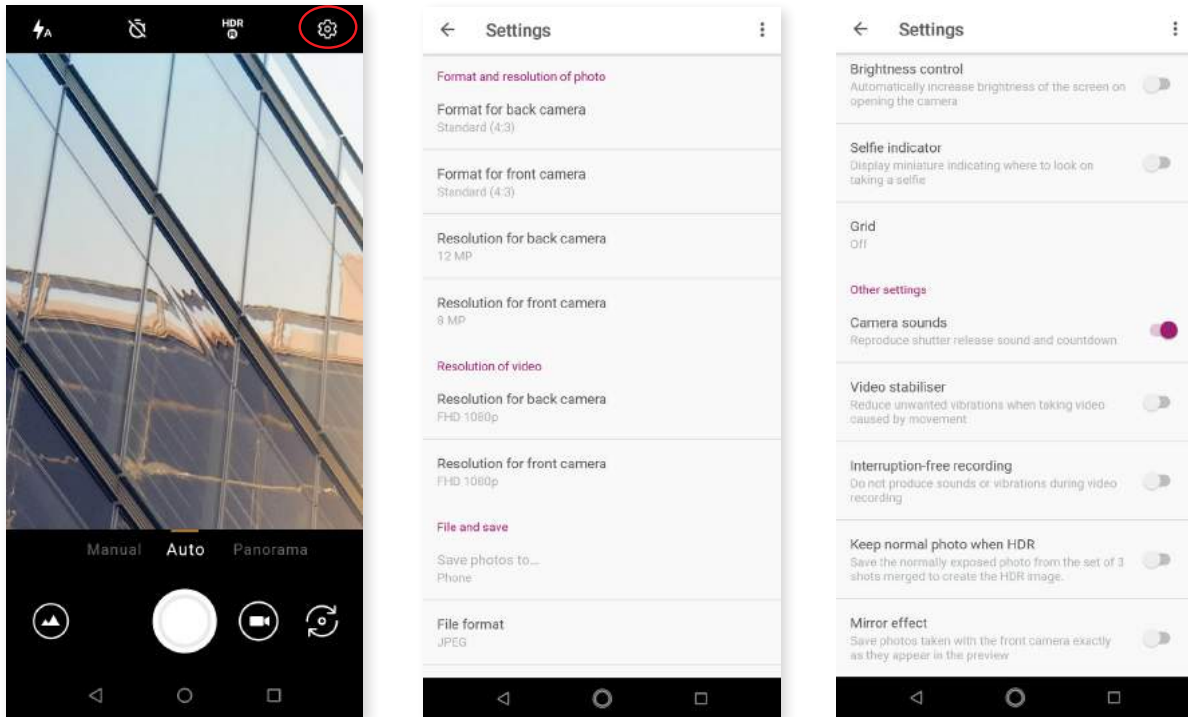 A
HDR
Manual Auto Panorama
Settings
Format and resolution of photo
Format for back camera
Standard (4:3)
Format for front camera
Standard (4:3)
Resolution for back camera
12 MP
Resolution for front camera
8 MP
Resolution of video
Resolution for back camera
FHD 1080p
Resolution for front camera
FHD 1080p
File and save
Save photos to...
Phone
File format
JPEG
Settings
Brightness control
Automatically increase brightness of the screen on
opening the camera
Selfie indicator
Display miniature indicating where to look on
taking a selfie
Grid
Off
Other settings
Camera sounds
Reproduce shutter release sound and countdown
Video stabiliser
Reduce unwanted vibrations when taking video
caused by movement
Interruption-free recording
Do not produce sounds or vibrations during video
recording
Keep normal photo when HDR
Save the normally exposed photo from the set of 3
shots merged to create the HDR image.
Mirror effect
Save photos taken with the front camera exactly
as they appear in the preview